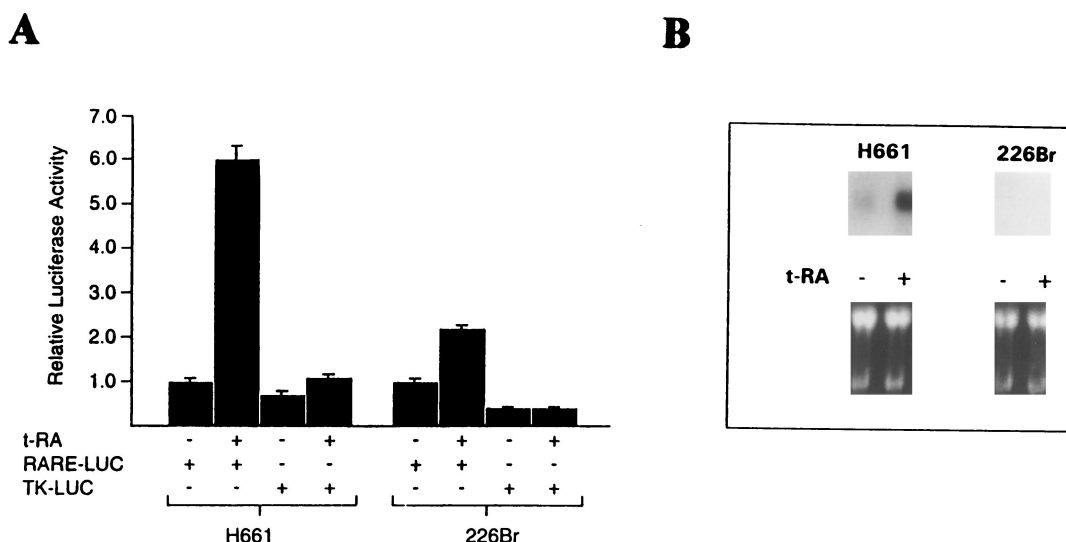 A
B
Relative Luciferase Activity
7.0
6.0
5.0
4.0
3.0
2.0
1.0
t-RA - + - + - + - +
RARE-LUC + + - - + + - -
TK-LUC - - + + - - + +
H661 226Br
H661 226Br
t-RA - + - +